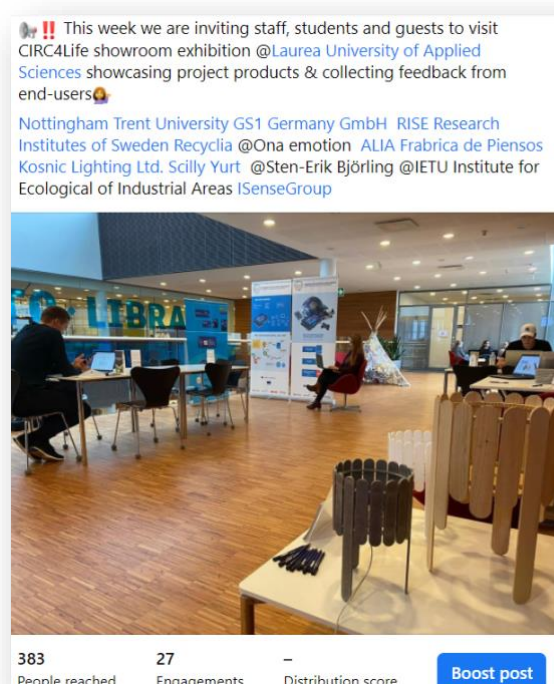 This week we are inviting staff, students and guests to visit
CIRC4Life showroom exhibition @Laurea University of Applied
Sciences showcasing project products & collecting feedback from
end-users
Nottingham Trent University GS1 Germany GmbH RISE Research
Institutes of Sweden Recyclia @Ona emotion ALIA Frabrica de Piensos
Kosnic Lighting Ltd. Scilly Yurt @Sten-Erik Björling @IETU Institute for
Ecological of Industrial Areas ISenseGroup
LIBRA
383
People reached
27
Engagements
–
Distribution score
Boost post